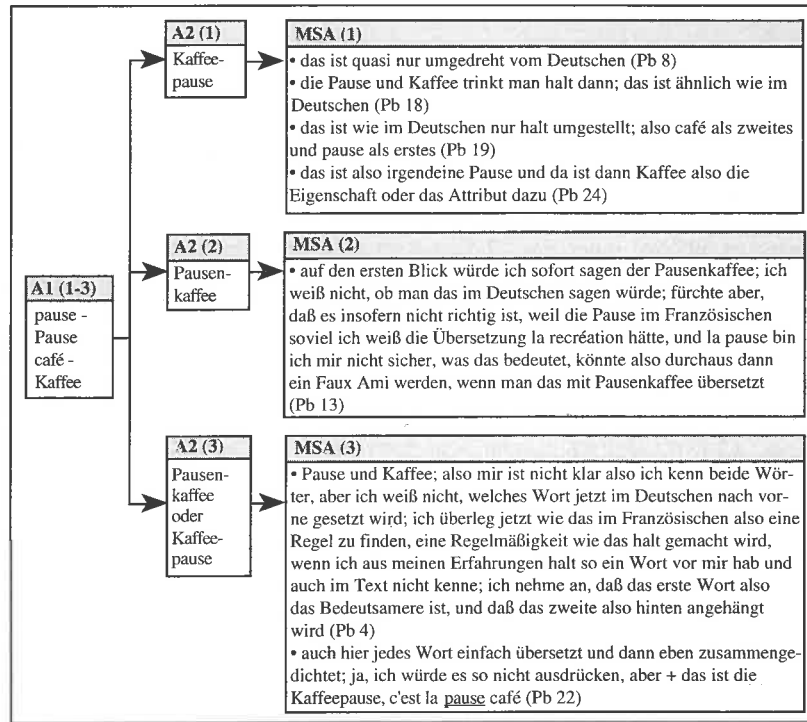 A2 (1)
Kaffee-
pause
MSA (1)
• das ist quasi nur umgedreht vom Deutschen (Pb 8)
• die Pause und Kaffee trinkt man halt dann; das ist ähnlich wie im
Deutschen (Pb 18)
• das ist wie im Deutschen nur halt umgestellt; also café als zweites
und pause als erstes (Pb 19)
• das ist also irgendeine Pause und da ist dann Kaffee also die
Eigenschaft oder das Attribut dazu (Pb 24)
A1 (1-3)
pause -
Pause
café -
Kaffee
A2 (2)
Pausen-
kaffee
MSA (2)
• auf den ersten Blick würde ich sofort sagen der Pausenkaffee; ich
weiß nicht, ob man das im Deutschen sagen würde; fürchte aber,
daß es insofern nicht richtig ist, weil die Pause im Französischen
soviel ich weiß die Übersetzung la recréation hätte, und la pause bin
ich mir nicht sicher, was das bedeutet, könnte also durchaus dann
ein Faux Ami werden, wenn man das mit Pausenkaffee übersetzt
(Pb 13)
A2 (3)
Pausen-
kaffee
oder
Kaffee-
pause
MSA (3)
• Pause und Kaffee; also mir ist nicht klar also ich kenn beide Wör-
ter, aber ich weiß nicht, welches Wort jetzt im Deutschen nach vor-
ne gesetzt wird; ich überleg jetzt wie das im Französischen also eine
Regel zu finden, eine Regelmäßigkeit wie das halt gemacht wird,
wenn ich aus meinen Erfahrungen halt so ein Wort vor mir hab und
auch im Text nicht kenne; ich nehme an, daß das erste Wort also
das Bedeutsamere ist, und daß das zweite also hinten angehängt
wird (Pb 4)
• auch hier jedes Wort einfach übersetzt und dann eben zusammenge-
dichtet; ja, ich würde es so nicht ausdrücken, aber + das ist die
Kaffeepause, c'est la pause café (Pb 22)